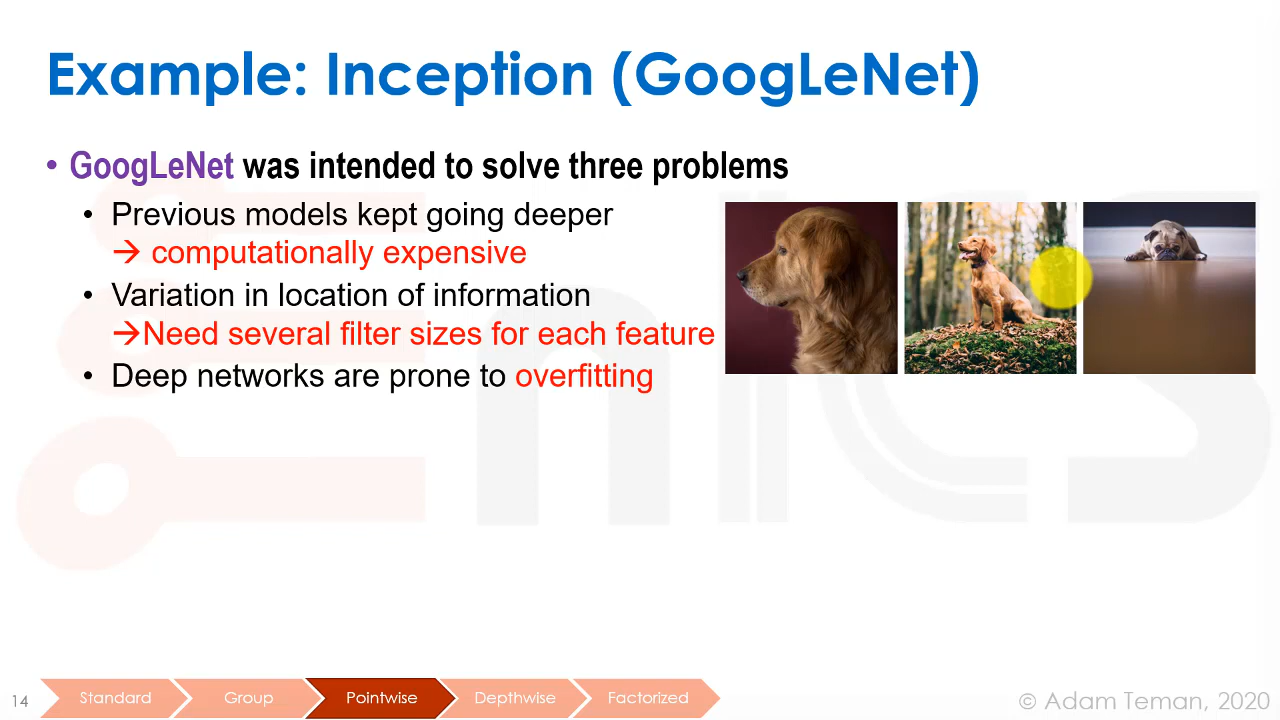 Example: Inception (GoogLeNet)
• GoogLeNet was intended to solve three problems
• Previous models kept going deeper
→ computationally expensive
• Variation in location of information
→Need several filter sizes for each feature
• Deep networks are prone to overfitting
14
Standard
Group
Pointwise
Depthwise
Factorized
© Adam Teman, 2020